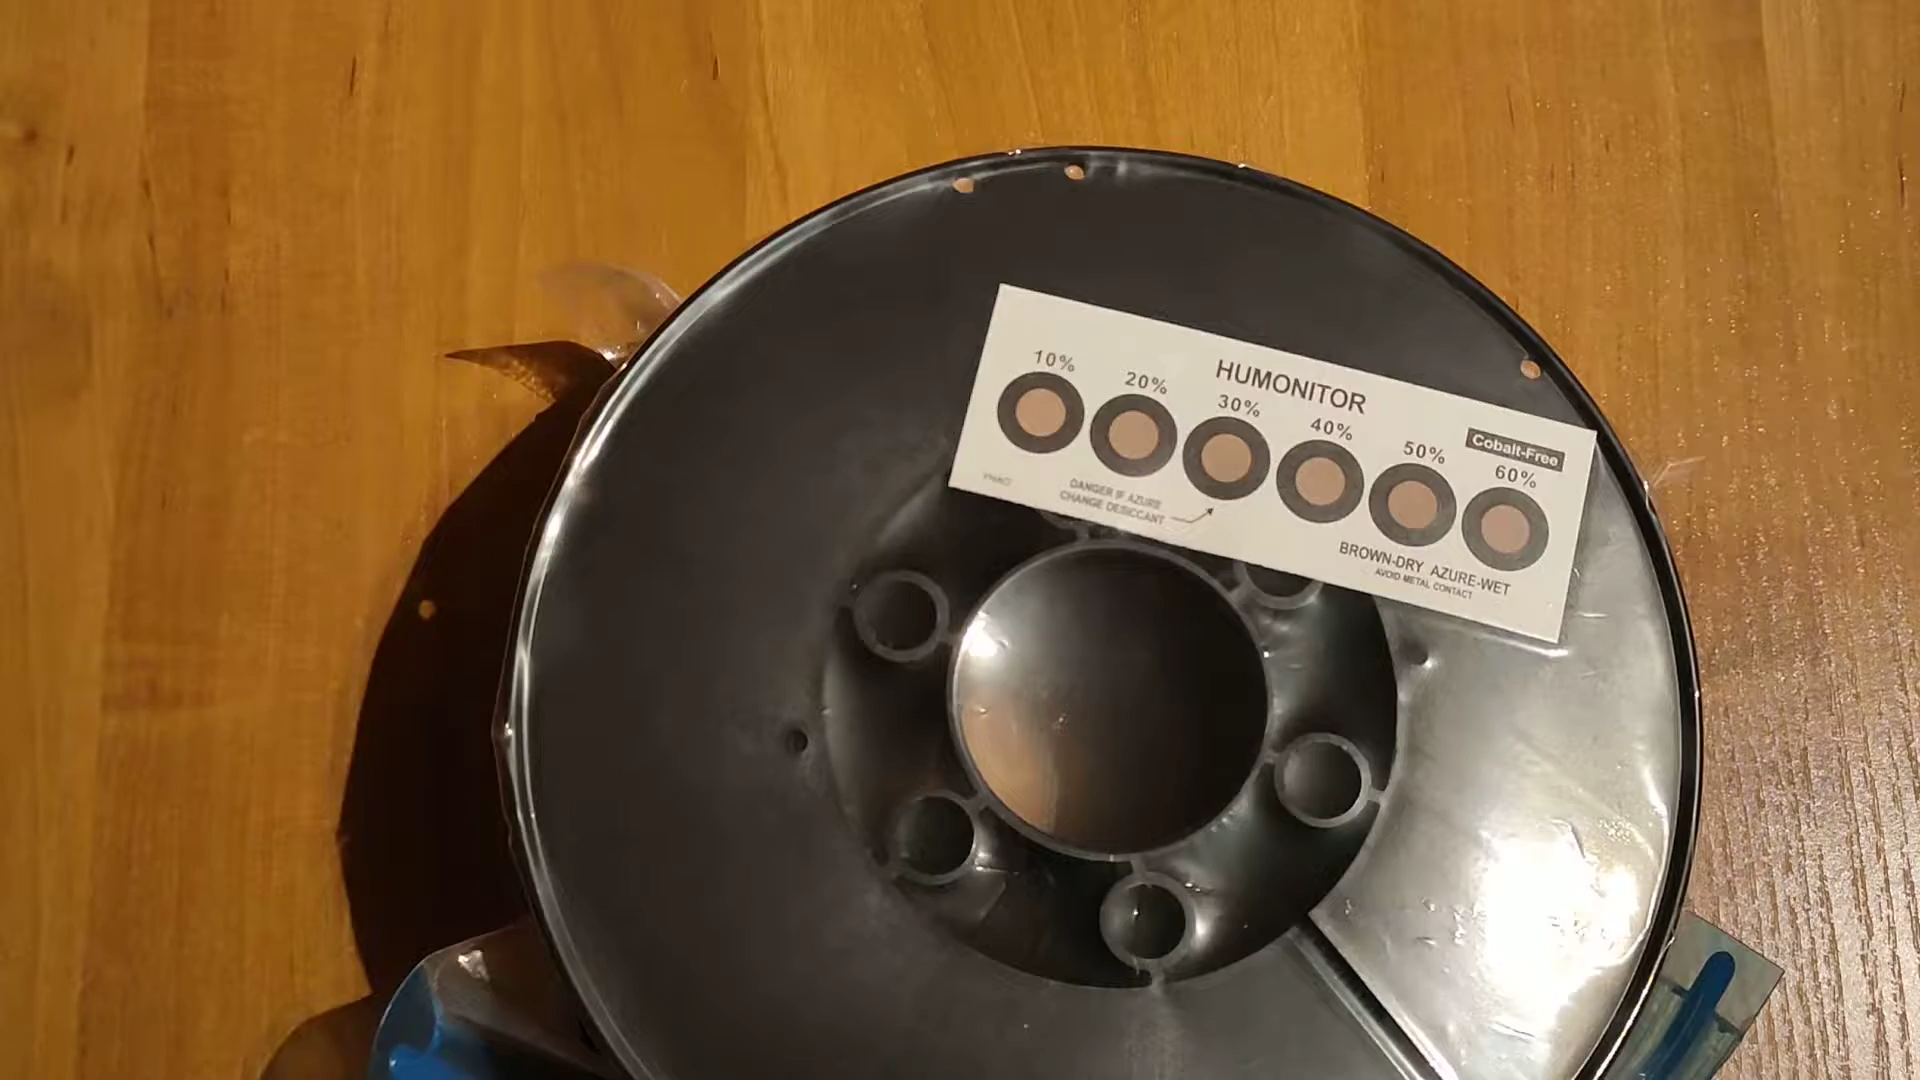 HUMONITOR
10%
20%
30%
40%
50%
60%
Cobalt-Free
DANGER IF AZURE
CHANGE DESICCANT
BROWN-DRY AZURE-WET
AVOID METAL CONTACT